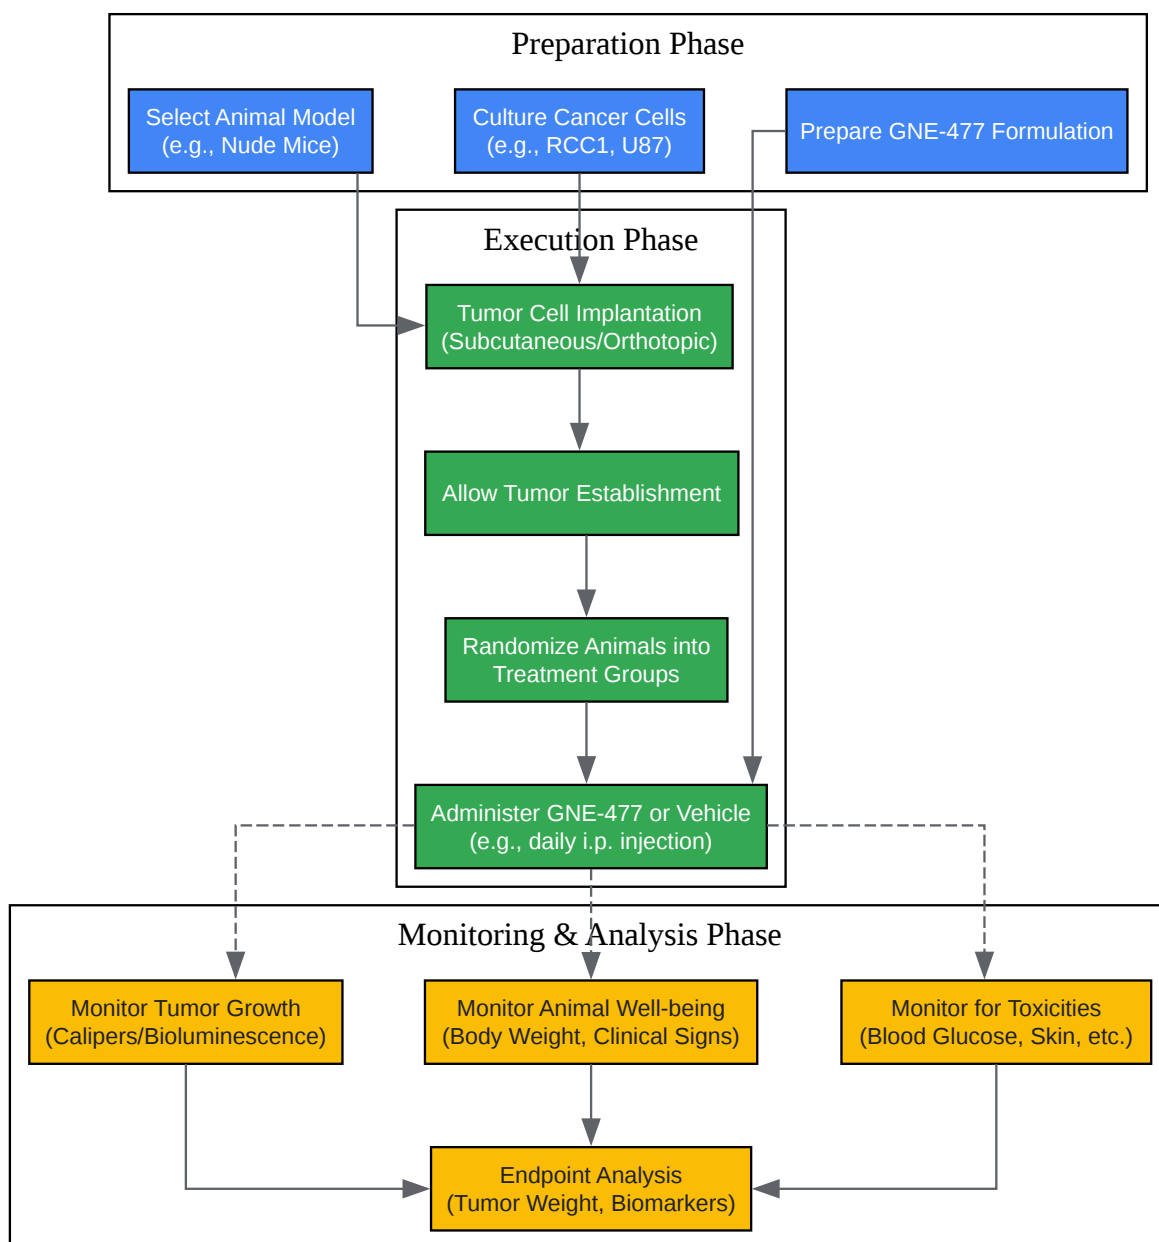 Preparation Phase
Select Animal Model
(e.g., Nude Mice)
Culture Cancer Cells
(e.g., RCC1, U87)
Prepare GNE-477 Formulation
Execution Phase
Tumor Cell Implantation
(Subcutaneous/Orthotopic)
Allow Tumor Establishment
Randomize Animals into
Treatment Groups
Administer GNE-477 or Vehicle
(e.g., daily i.p. injection)
Monitoring & Analysis Phase
Monitor Tumor Growth
(Calipers/Bioluminescence)
Monitor Animal Well-being
(Body Weight, Clinical Signs)
Monitor for Toxicities
(Blood Glucose, Skin, etc.)
Endpoint Analysis
(Tumor Weight, Biomarkers)